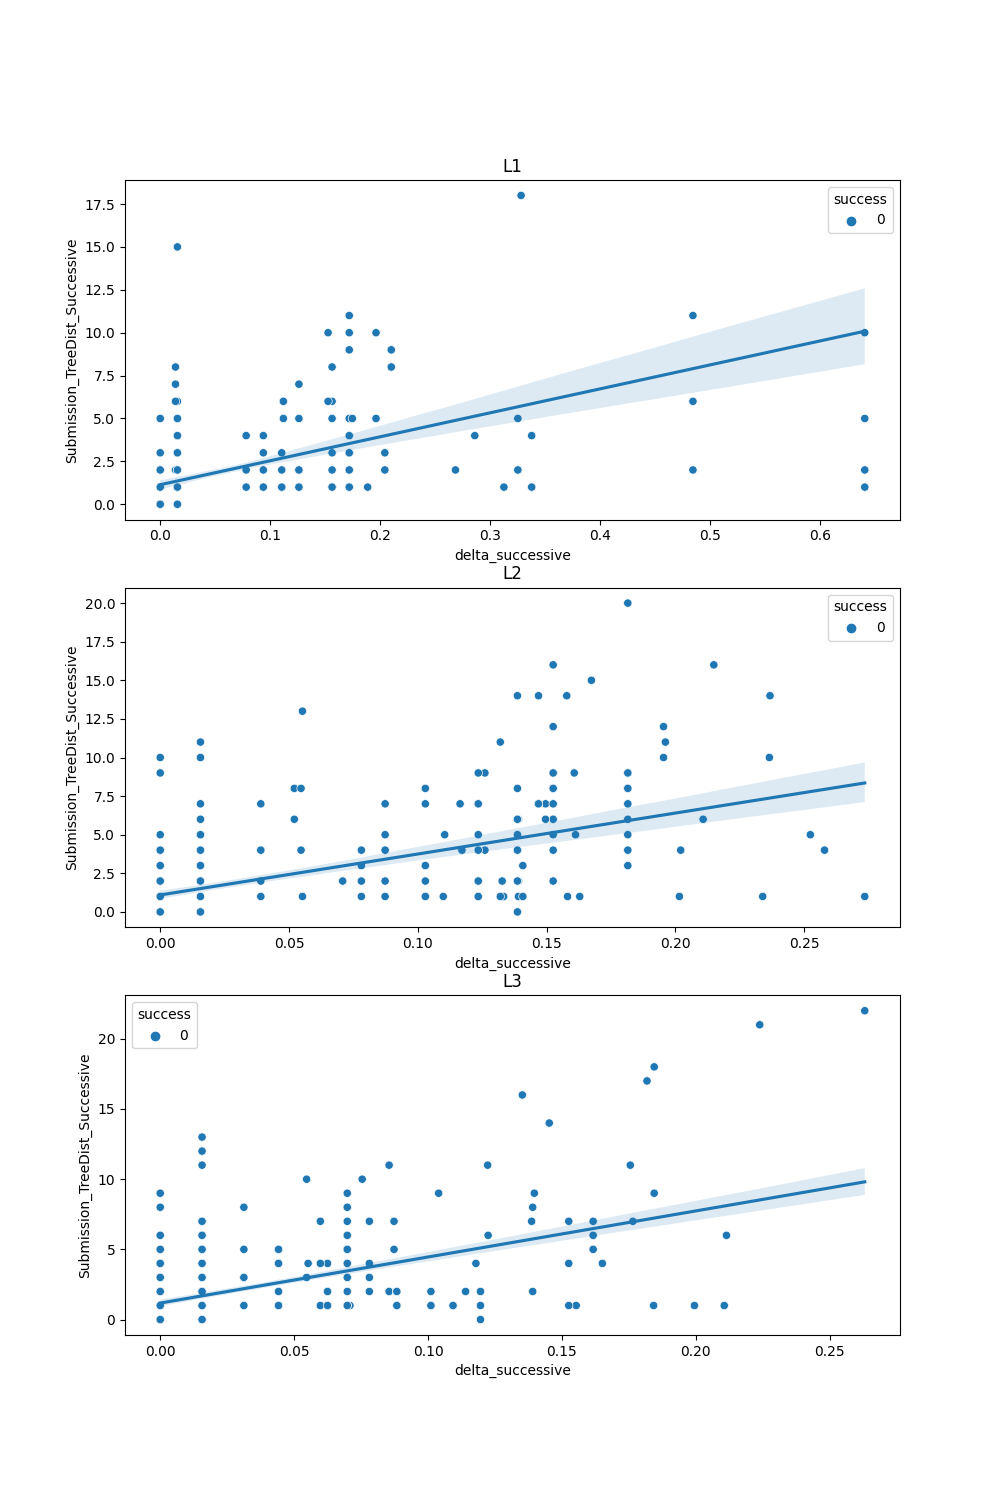 L1
Submission_TreeDist_Successive
17.5
15.0
12.5
10.0
7.5
5.0
2.5
0.0
success
0
0.0 0.1 0.2 0.3 0.4 0.5 0.6
delta_successive
L2
Submission_TreeDist_Successive
20.0
17.5
15.0
12.5
10.0
7.5
5.0
2.5
0.0
success
0
0.00 0.05 0.10 0.15 0.20 0.25
delta_successive
L3
Submission_TreeDist_Successive
20
15
10
5
0
success
0
0.00 0.05 0.10 0.15 0.20 0.25
delta_successive